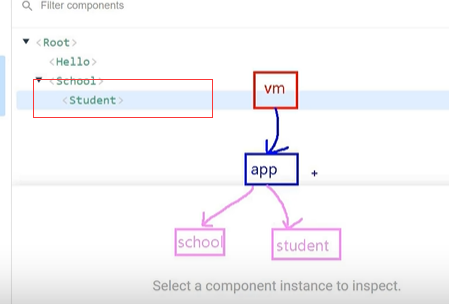 Filter components
<Root>
<Hello>
<School>
<Student>
vm
app
school
student
Select a component instance to inspect.